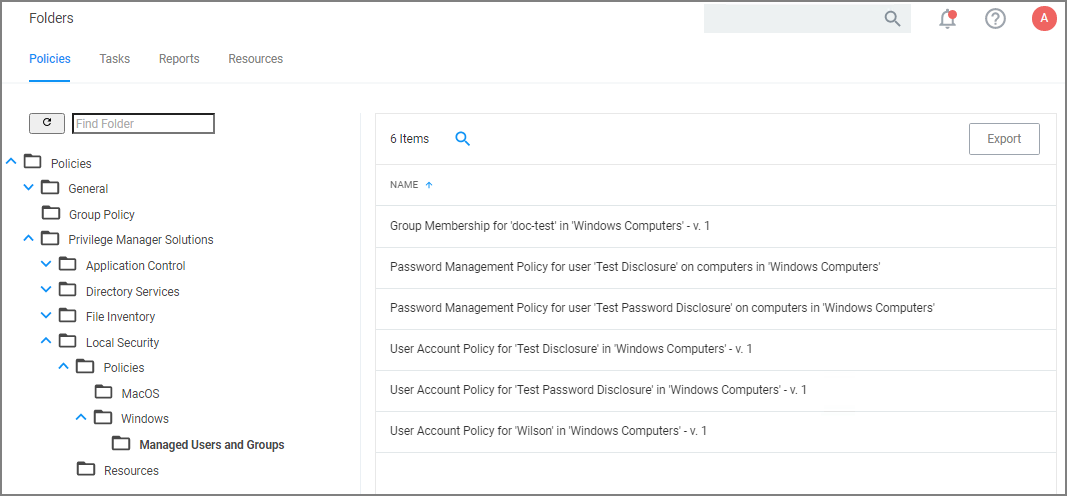 Folders
A
Policies Tasks Reports Resources
Find Folder
Policies
General
Group Policy
Privilege Manager Solutions
Application Control
Directory Services
File Inventory
Local Security
Policies
MacOS
Windows
Managed Users and Groups
Resources
6 Items
Export
NAME
Group Membership for 'doc-test' in 'Windows Computers' - v. 1
Password Management Policy for user 'Test Disclosure' on computers in 'Windows Computers'
Password Management Policy for user 'Test Password Disclosure' on computers in 'Windows Computers'
User Account Policy for 'Test Disclosure' in 'Windows Computers' - v. 1
User Account Policy for 'Test Password Disclosure' in 'Windows Computers' - v. 1
User Account Policy for 'Wilson' in 'Windows Computers' - v. 1